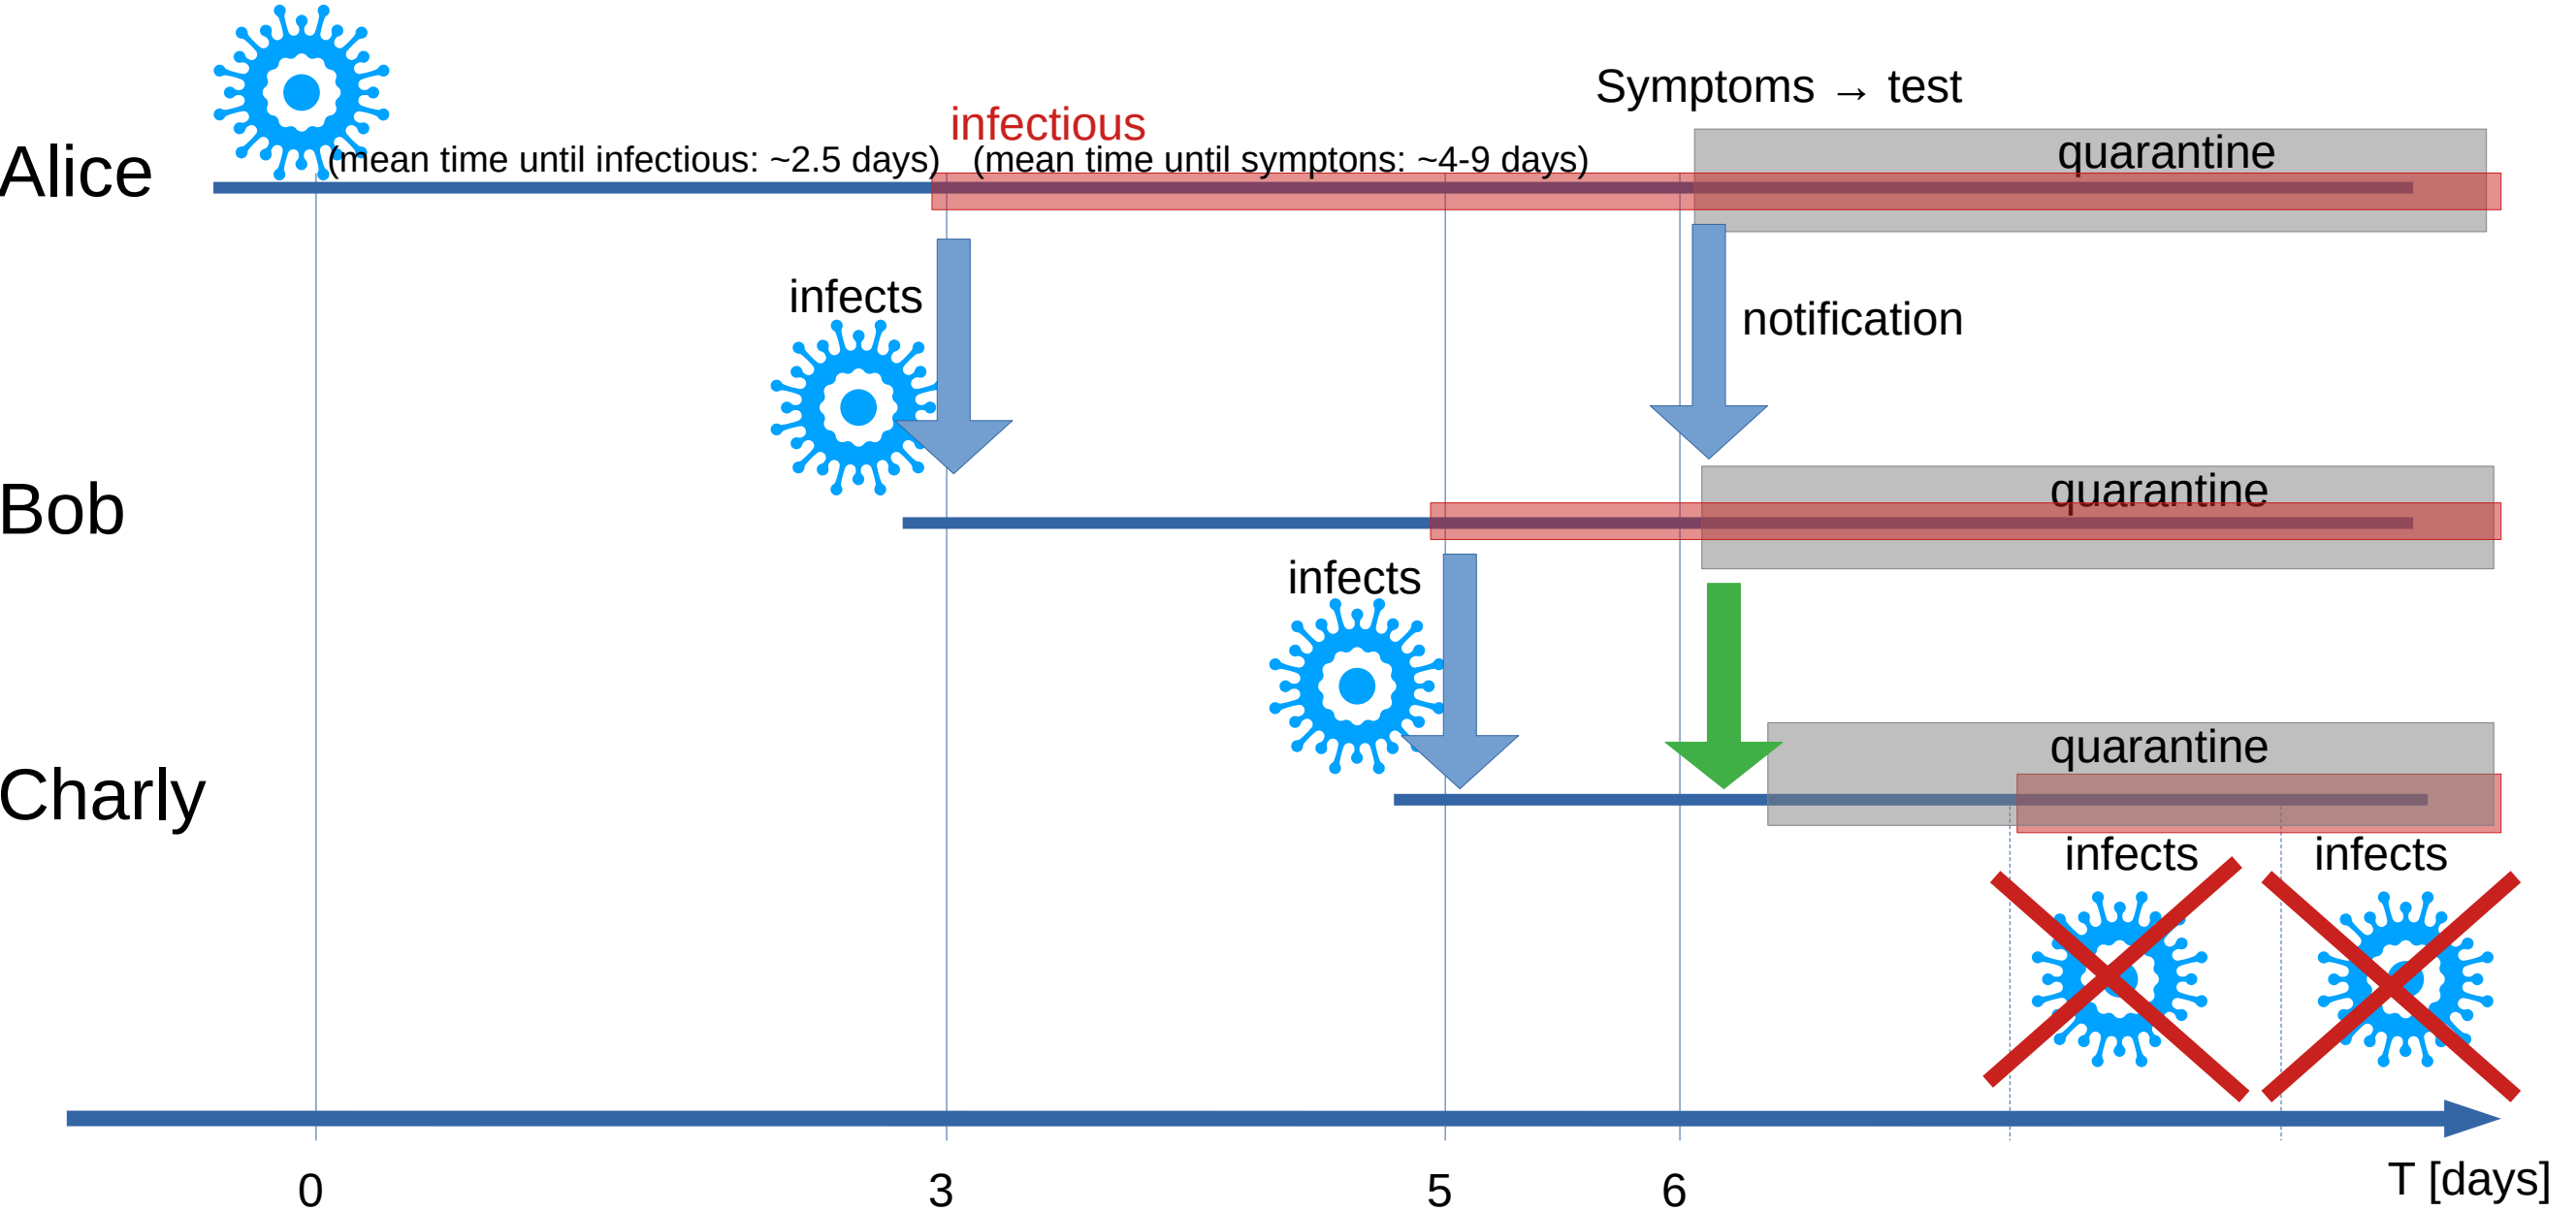 Symptoms → test
infectious
(mean time until infectious: ~2.5 days)
(mean time until symptons: ~4-9 days)
quarantine
Alice
infects
notification
quarantine
Bob
infects
quarantine
Charly
infects
infects
0
3
5
6
T [days]